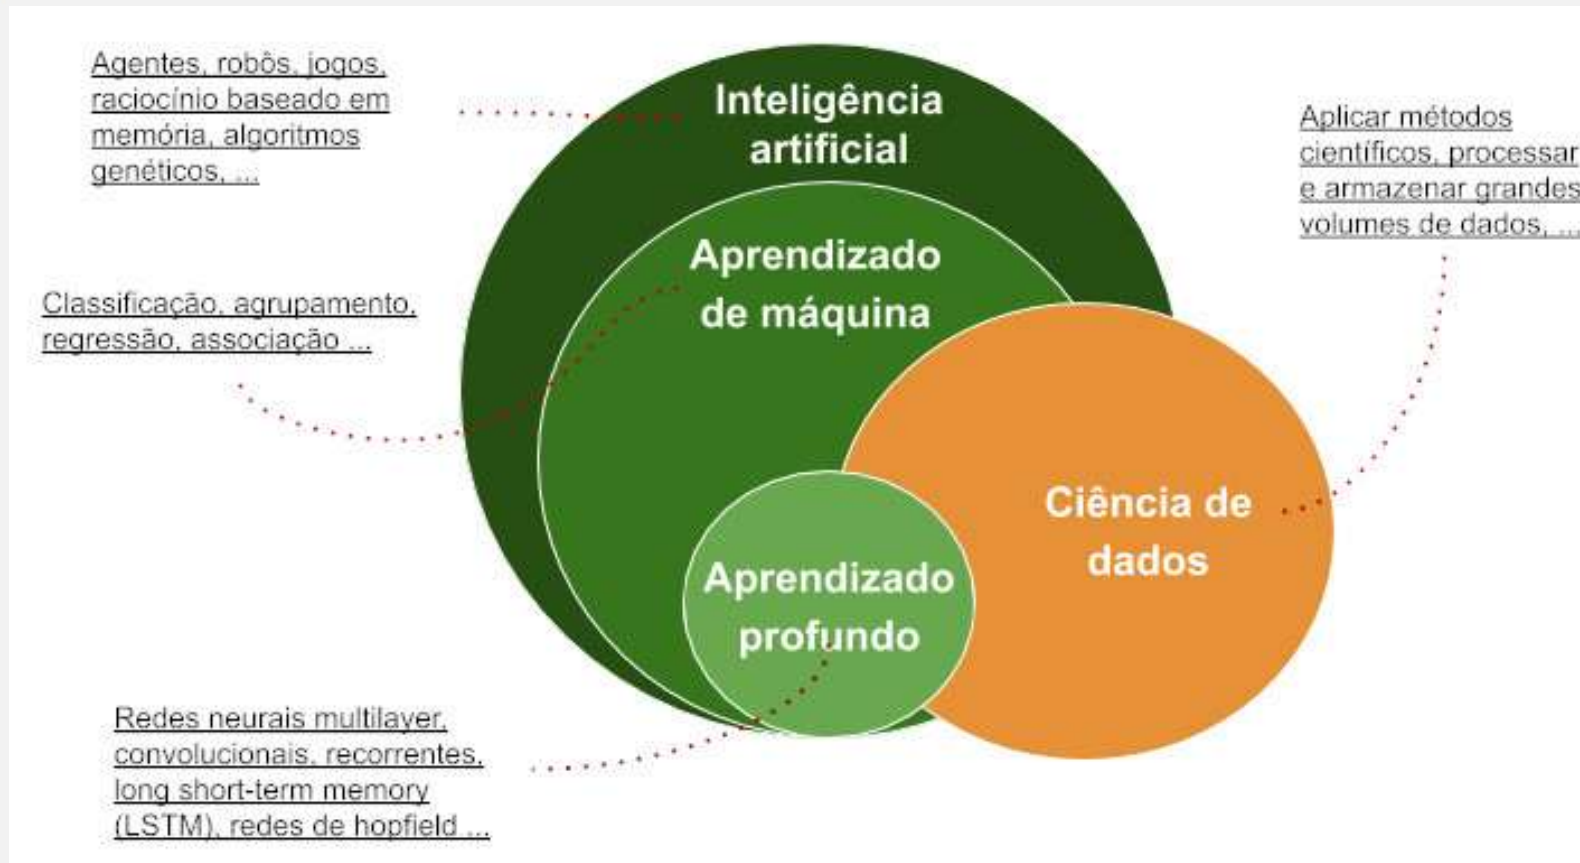 Agentes, robôs, jogos,
raciocínio baseado em
memória, algoritmos
genéticos, ...
Inteligência
artificial
Aplicar métodos
científicos, processar
e armazenar grandes
volumes de dados, ...
Aprendizado
de máquina
Classificação, agrupamento,
regressão, associação ...
Ciência de
dados
Aprendizado
profundo
Redes neurais multilayer,
convolucionais, recorrentes,
long short-term memory
(LSTM), redes de hopfield ...